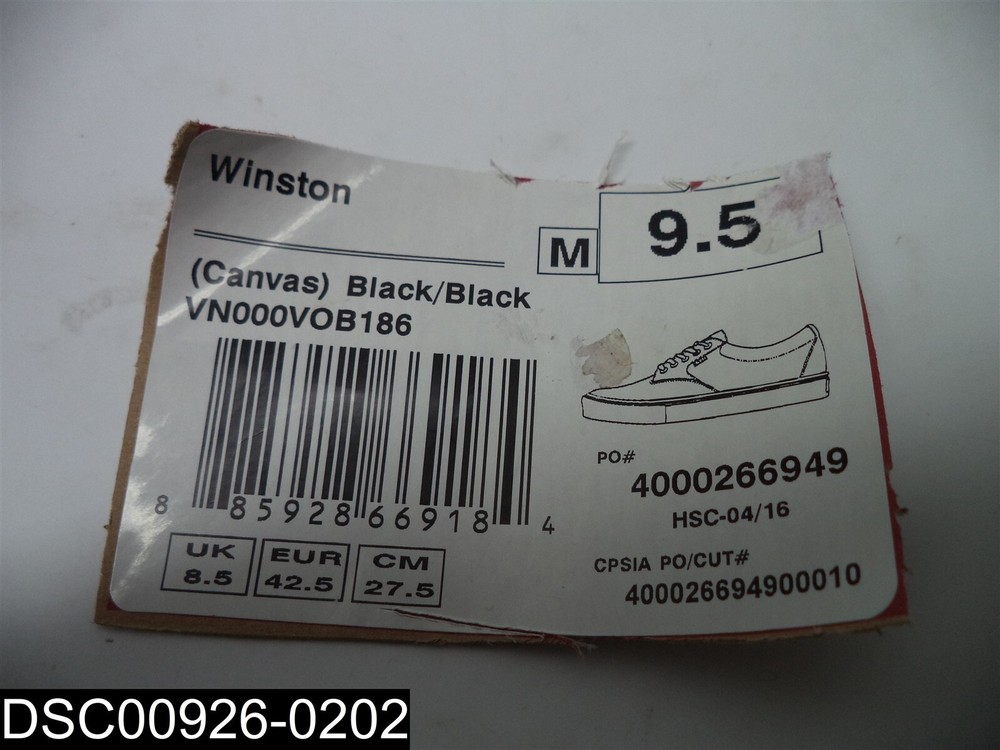 Winston
M 9.5
(Canvas) Black/Black
VN000VOB186
8 85928 66918 4
UK 8.5
EUR 42.5
CM 27.5
PO# 4000266949
HSC-04/16
CPSIA PO/CUT#
400026694900010
DSC00926-0202